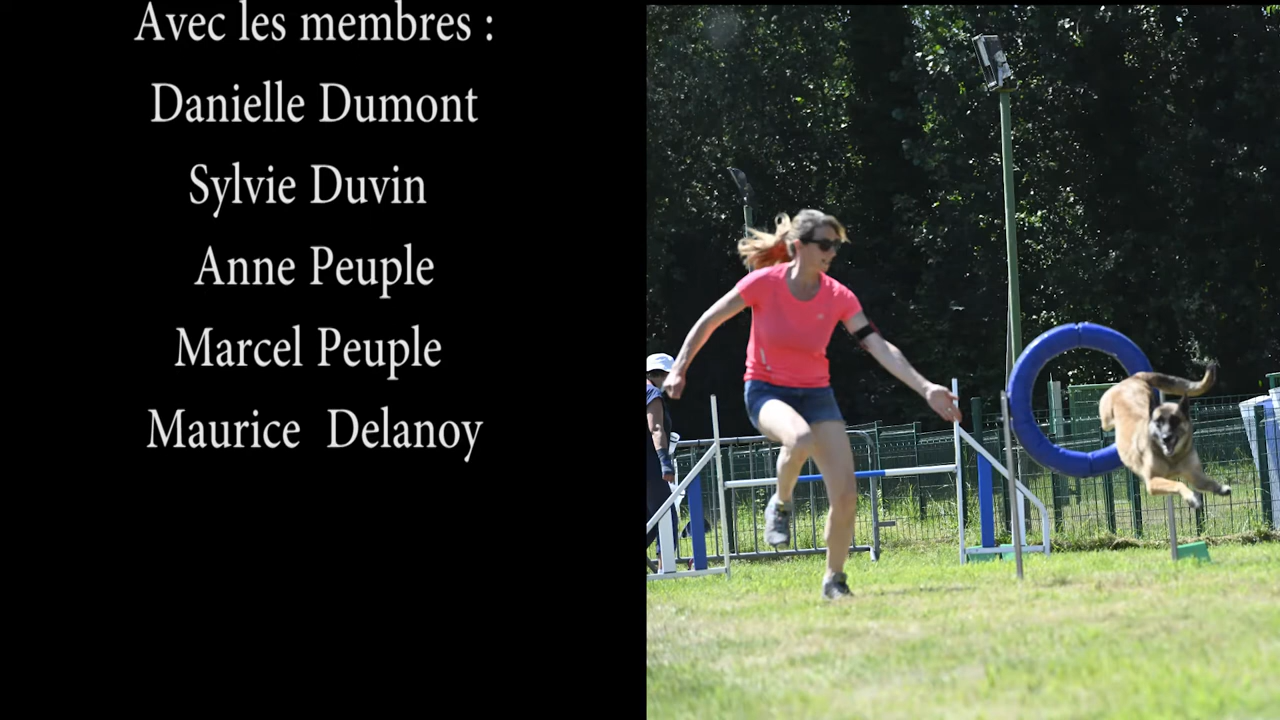 Avec les membres :
Danielle Dumont
Sylvie Duvin
Anne Peuple
Marcel Peuple
Maurice Delanoy